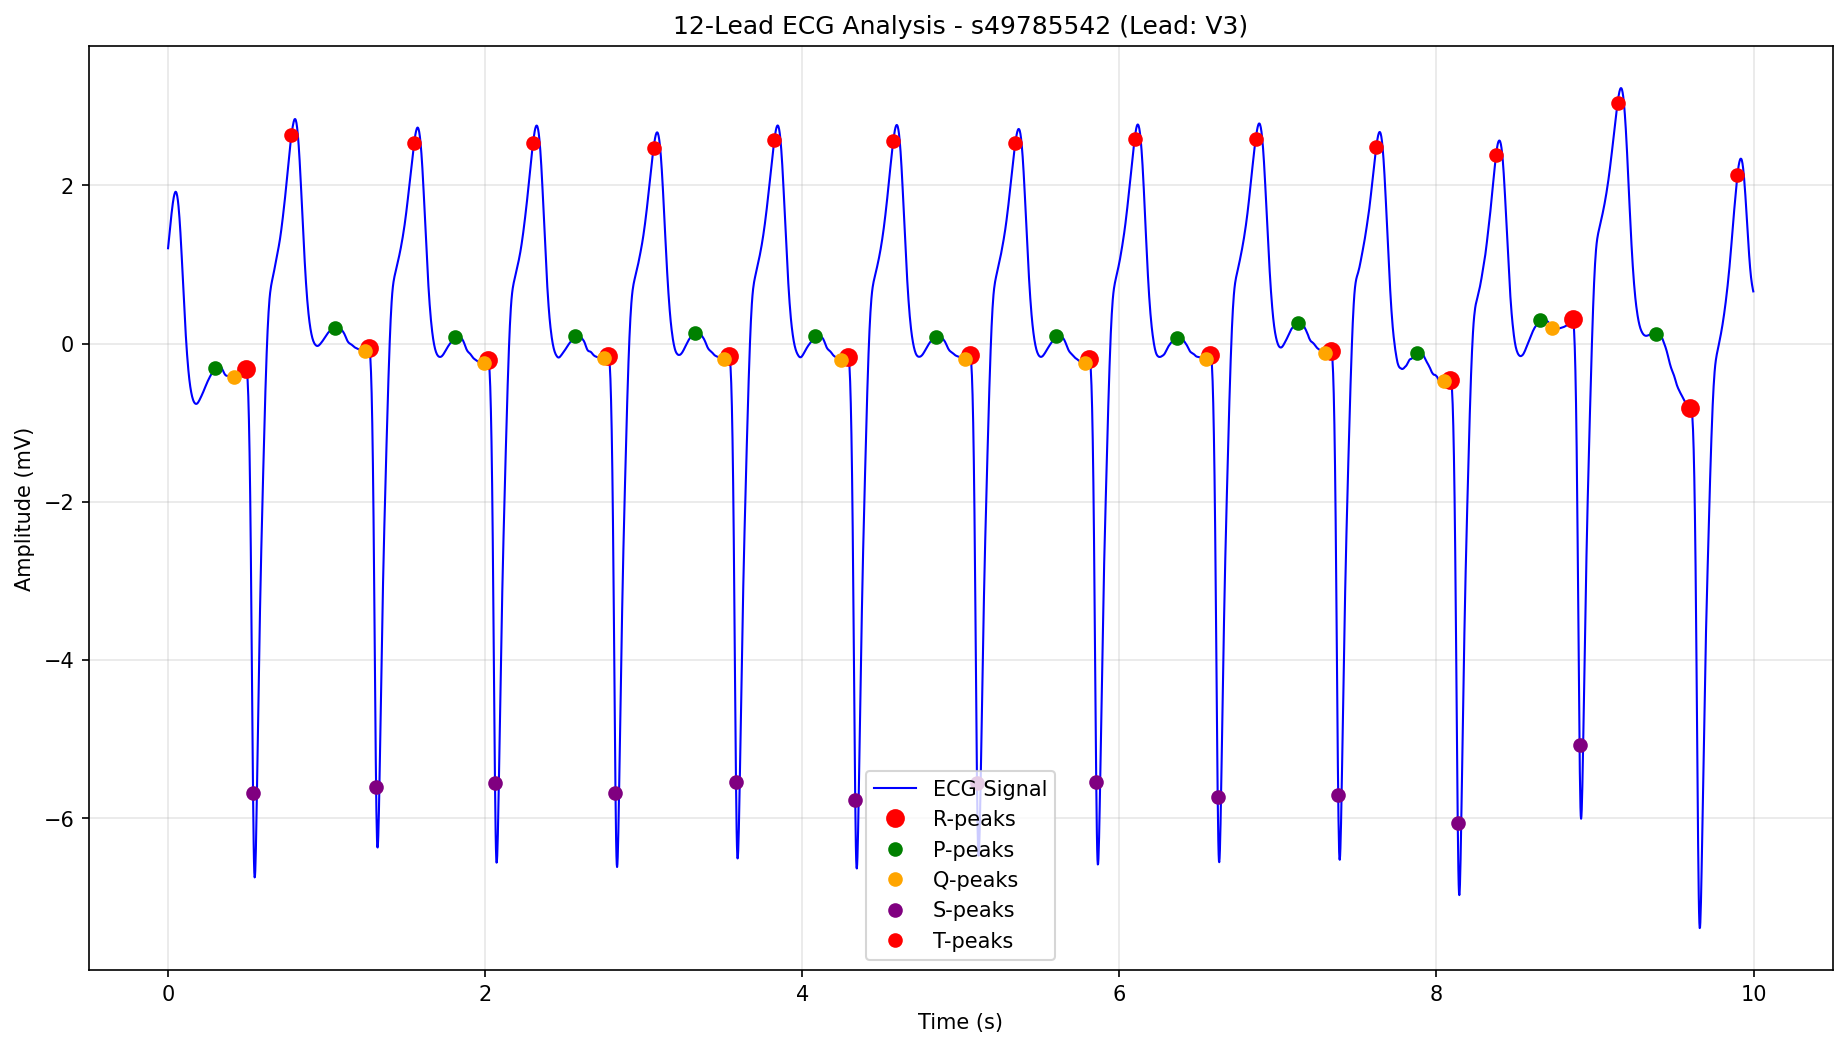 12-Lead ECG Analysis - s49785542 (Lead: V3)
Amplitude (mV)
2
0
−2
−4
−6
ECG Signal
R-peaks
P-peaks
Q-peaks
S-peaks
T-peaks
0 2 4 6 8 10
Time (s)